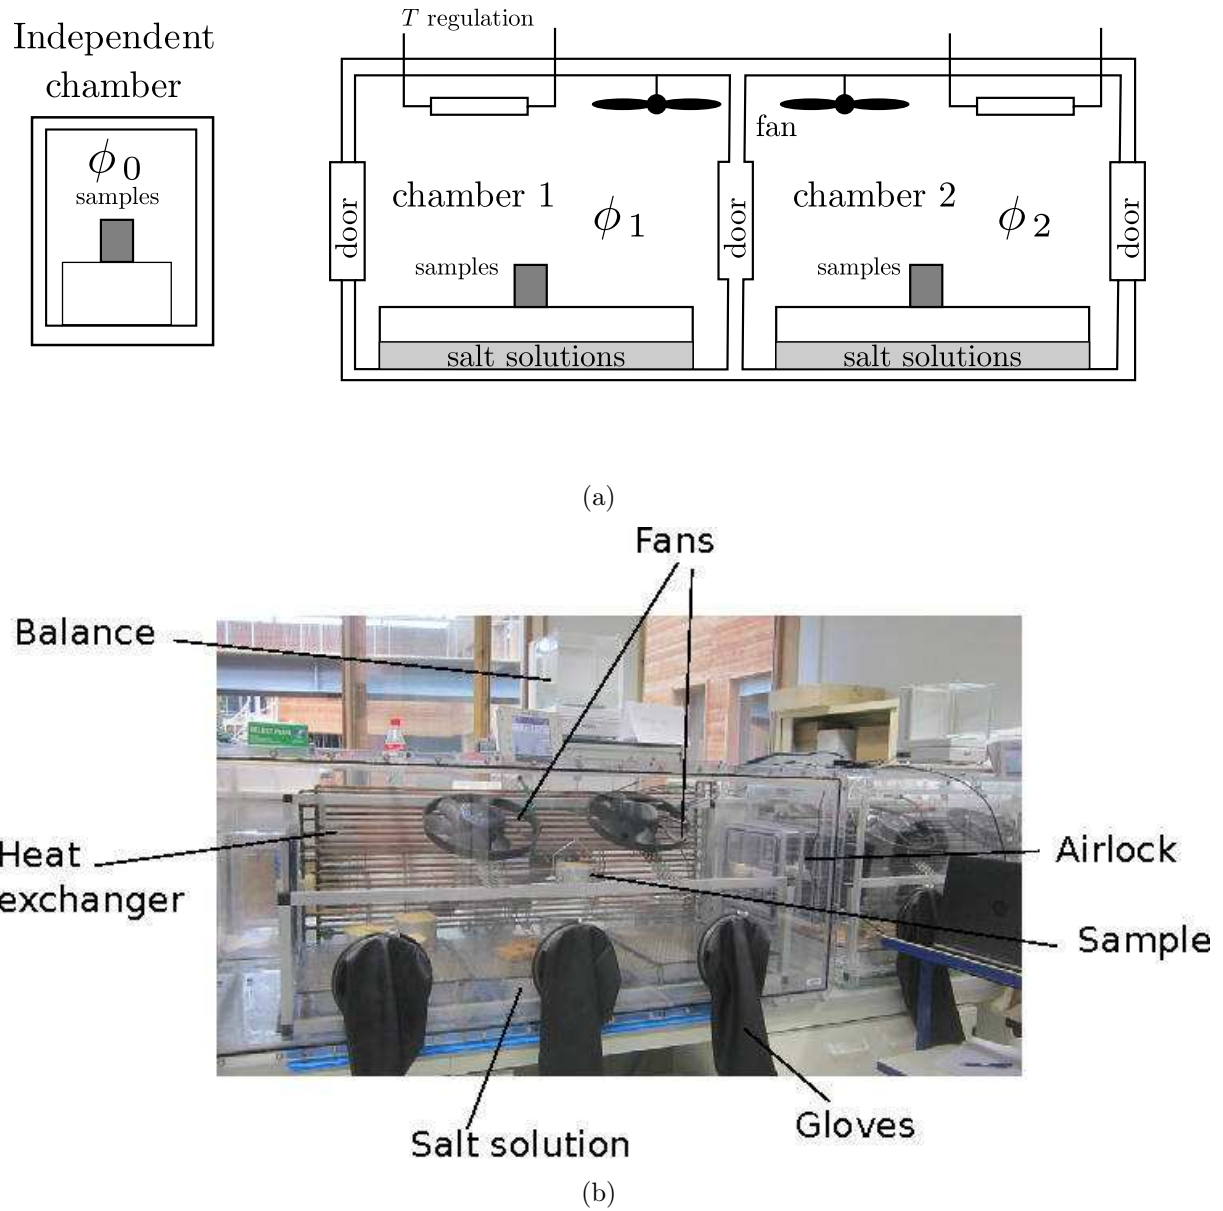 Independent
chamber
ϕ0
samples
T regulation
fan
chamber 1
ϕ1
chamber 2
ϕ2
door
door
door
samples
samples
salt solutions
salt solutions
(a)
Fans
Balance
Heat
exchanger
Airlock
Sample
Gloves
Salt solution
(b)